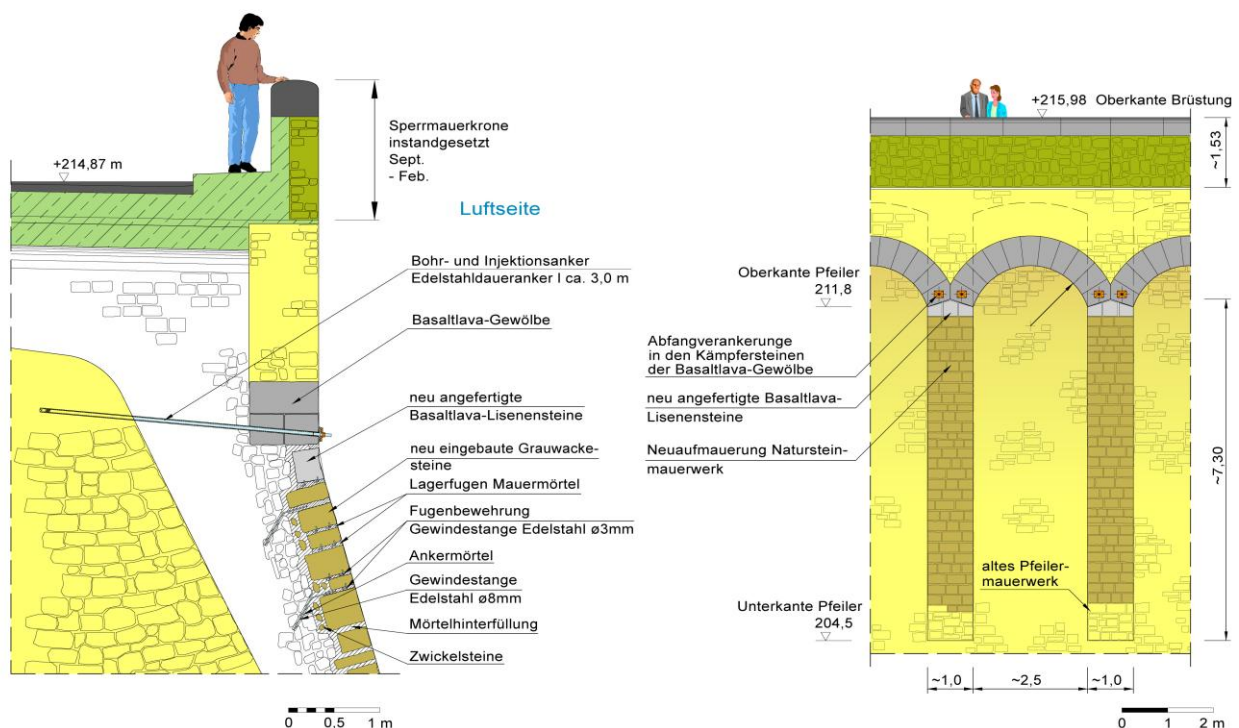 +214,87 m
Sperrmauerkrone
instandgesetzt
Sept.
- Feb.
Luftseite
Bohr- und Injektionsanker
Edelstahldaueranker l ca. 3,0 m
Basaltlava-Gewölbe
neu angefertigte
Basaltlava-Lisenensteine
neu eingebaute Grauwacke-
steine
Lagerfugen Mauermörtel
Fugenbewehrung
Gewindestange Edelstahl ø3mm
Ankermörtel
Gewindestange
Edelstahl ø8mm
Mörtelhinterfüllung
Zwickelsteine
0 0,5 1 m
+215,98 Oberkante Brüstung
~1,53
Oberkante Pfeiler
211,8
Abfangverankerunge
in den Kämpfersteinen
der Basaltlava-Gewölbe
neu angefertigte Basaltlava-
Lisenensteine
Neuaufmauerung Naturstein-
mauerwerk
~7,30
altes Pfeiler-
mauerwerk
Unterkante Pfeiler
204,5
~1,0 ~2,5 ~1,0
0 1 2 m